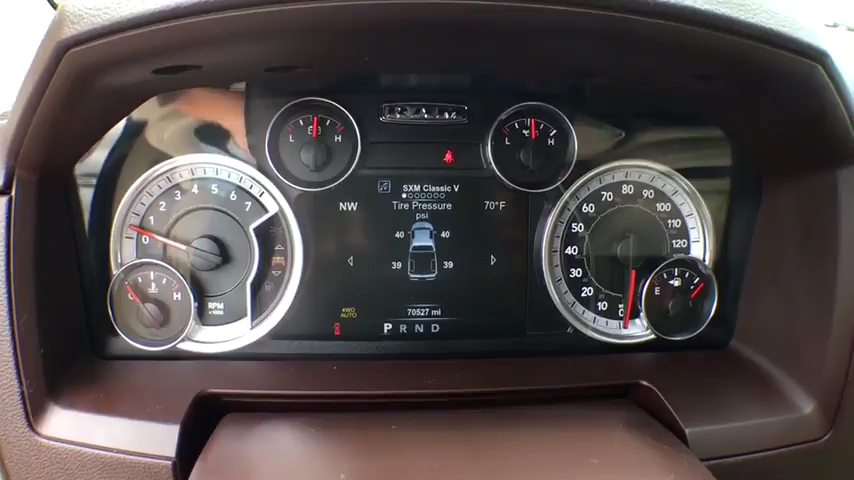 RAM
L H
L H
SXM Classic V
NW
Tire Pressure
70°F
psi
40 40
39 39
0 1 2 3 4 5 6 7
RPM
x1000
C H
10 20 30 40 50 60 70 80 90 100 110 120
E F
4WD
AUTO
70527 mi
P R N D